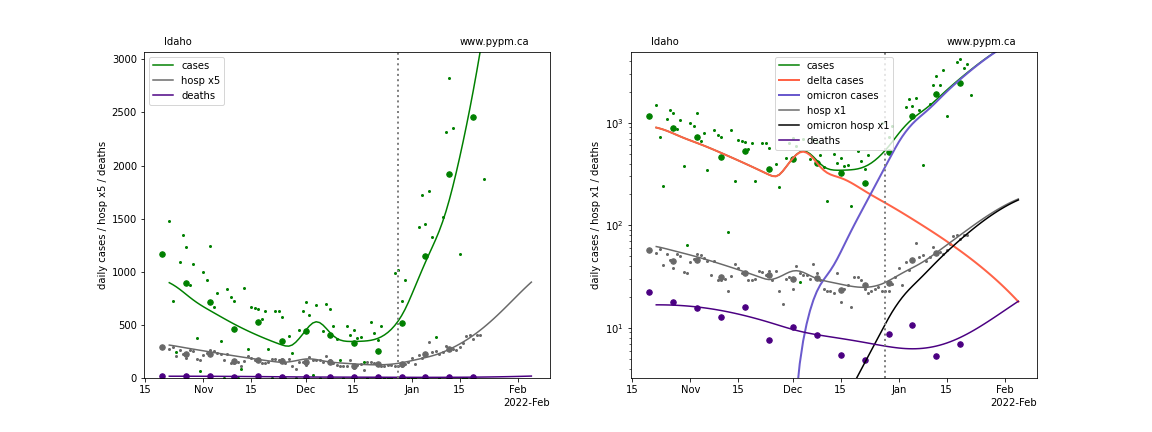 Idaho www.pypm.ca
cases
hosp x5
deaths
daily cases / hosp x5 / deaths
3000
2500
2000
1500
1000
500
0
15 Nov 15 Dec 15 Jan 15 Feb
2022-Feb
Idaho www.pypm.ca
cases
delta cases
omicron cases
hosp x1
omicron hosp x1
deaths
daily cases / hosp x1 / deaths
10³
10²
10¹
15 Nov 15 Dec 15 Jan 15 Feb
2022-Feb